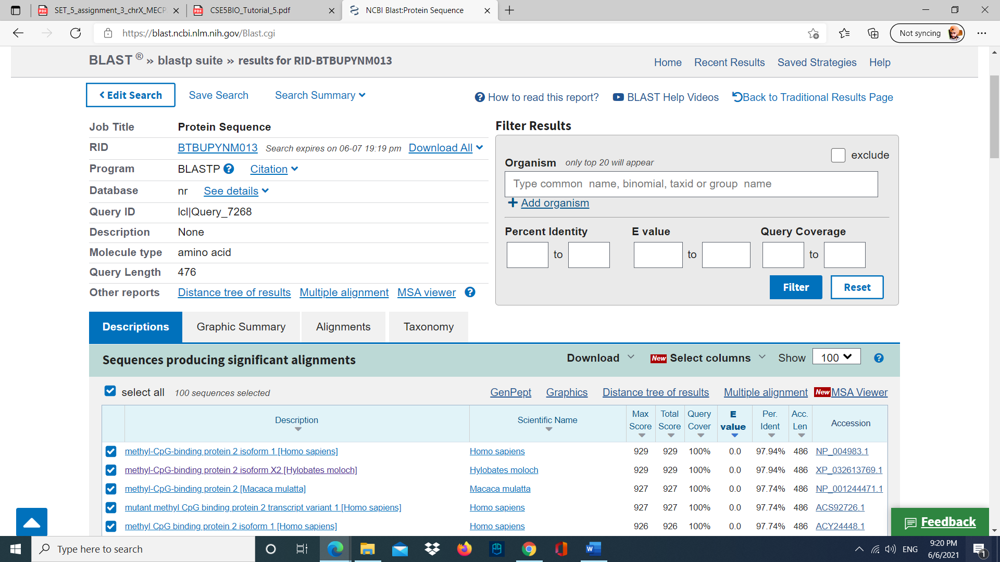 SET_5_assignment_3_chrX_MECP
CSE5BIO_Tutorial_5.pdf
NCBI Blast:Protein Sequence
https://blast.ncbi.nlm.nih.gov/Blast.cgi
Not syncing
BLAST ® » blastp suite » results for RID-BTBUPYNM013
Home Recent Results Saved Strategies Help
Edit Search Save Search Search Summary
How to read this report? BLAST Help Videos Back to Traditional Results Page
Job Title Protein Sequence
RID BTBUPYNM013 Search expires on 06-07 19:19 pm Download All
Program BLASTP Citation
Database nr See details
Query ID lcl|Query_7268
Description None
Molecule type amino acid
Query Length 476
Other reports Distance tree of results Multiple alignment MSA viewer
Filter Results
exclude
Organism only top 20 will appear
Type common name, binomial, taxid or group name
Add organism
Percent Identity E value Query Coverage
to to to
Filter Reset
Descriptions Graphic Summary Alignments Taxonomy
Sequences producing significant alignments Download New Select columns Show 100
select all 100 sequences selected GenPept Graphics Distance tree of results Multiple alignment New MSA Viewer
Description Scientific Name Max Score Total Score Query Cover E value Per. Ident Acc. Len Accession
methyl-CpG-binding protein 2 isoform 1 [Homo sapiens] Homo sapiens 929 929 100% 0.0 97.94% 486 NP_004983.1
methyl-CpG-binding protein 2 isoform X2 [Hylobates moloch] Hylobates moloch 929 929 100% 0.0 97.94% 486 XP_032613769.1
methyl-CpG-binding protein 2 [Macaca mulatta] Macaca mulatta 927 927 100% 0.0 97.74% 486 NP_001244471.1
mutant methyl CpG binding protein 2 transcript variant 1 [Homo sapiens] Homo sapiens 927 927 100% 0.0 97.74% 486 ACS92726.1
methyl CpG binding protein 2 isoform 1 [Homo sapiens] Homo sapiens 926 926 100% 0.0 97.74% 486 ACY24448.1
Feedback
Type here to search
ENG
9:20 PM
6/6/2021
1